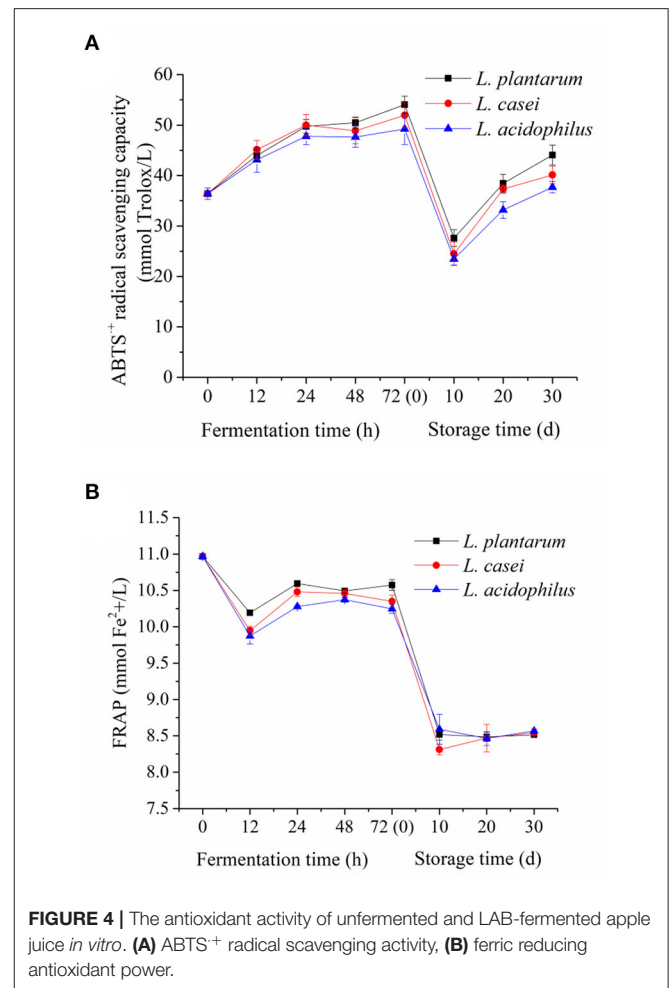 A
60
50
40
30
20
10
0
ABTS·+ radical scavenging capacity
(mmol Trolox/L)
L. plantarum
L. casei
L. acidophilus
0 12 24 48 72 (0) 10 20 30
Fermentation time (h) Storage time (d)
B
11.5
11.0
10.5
10.0
9.5
9.0
8.5
8.0
7.5
FRAP (mmol Fe2+/L)
L. plantarum
L. casei
L. acidophilus
0 12 24 48 72 (0) 10 20 30
Fermentation time (h) Storage time (d)
FIGURE 4 | The antioxidant activity of unfermented and LAB-fermented apple
juice in vitro. (A) ABTS·+ radical scavenging activity, (B) ferric reducing
antioxidant power.